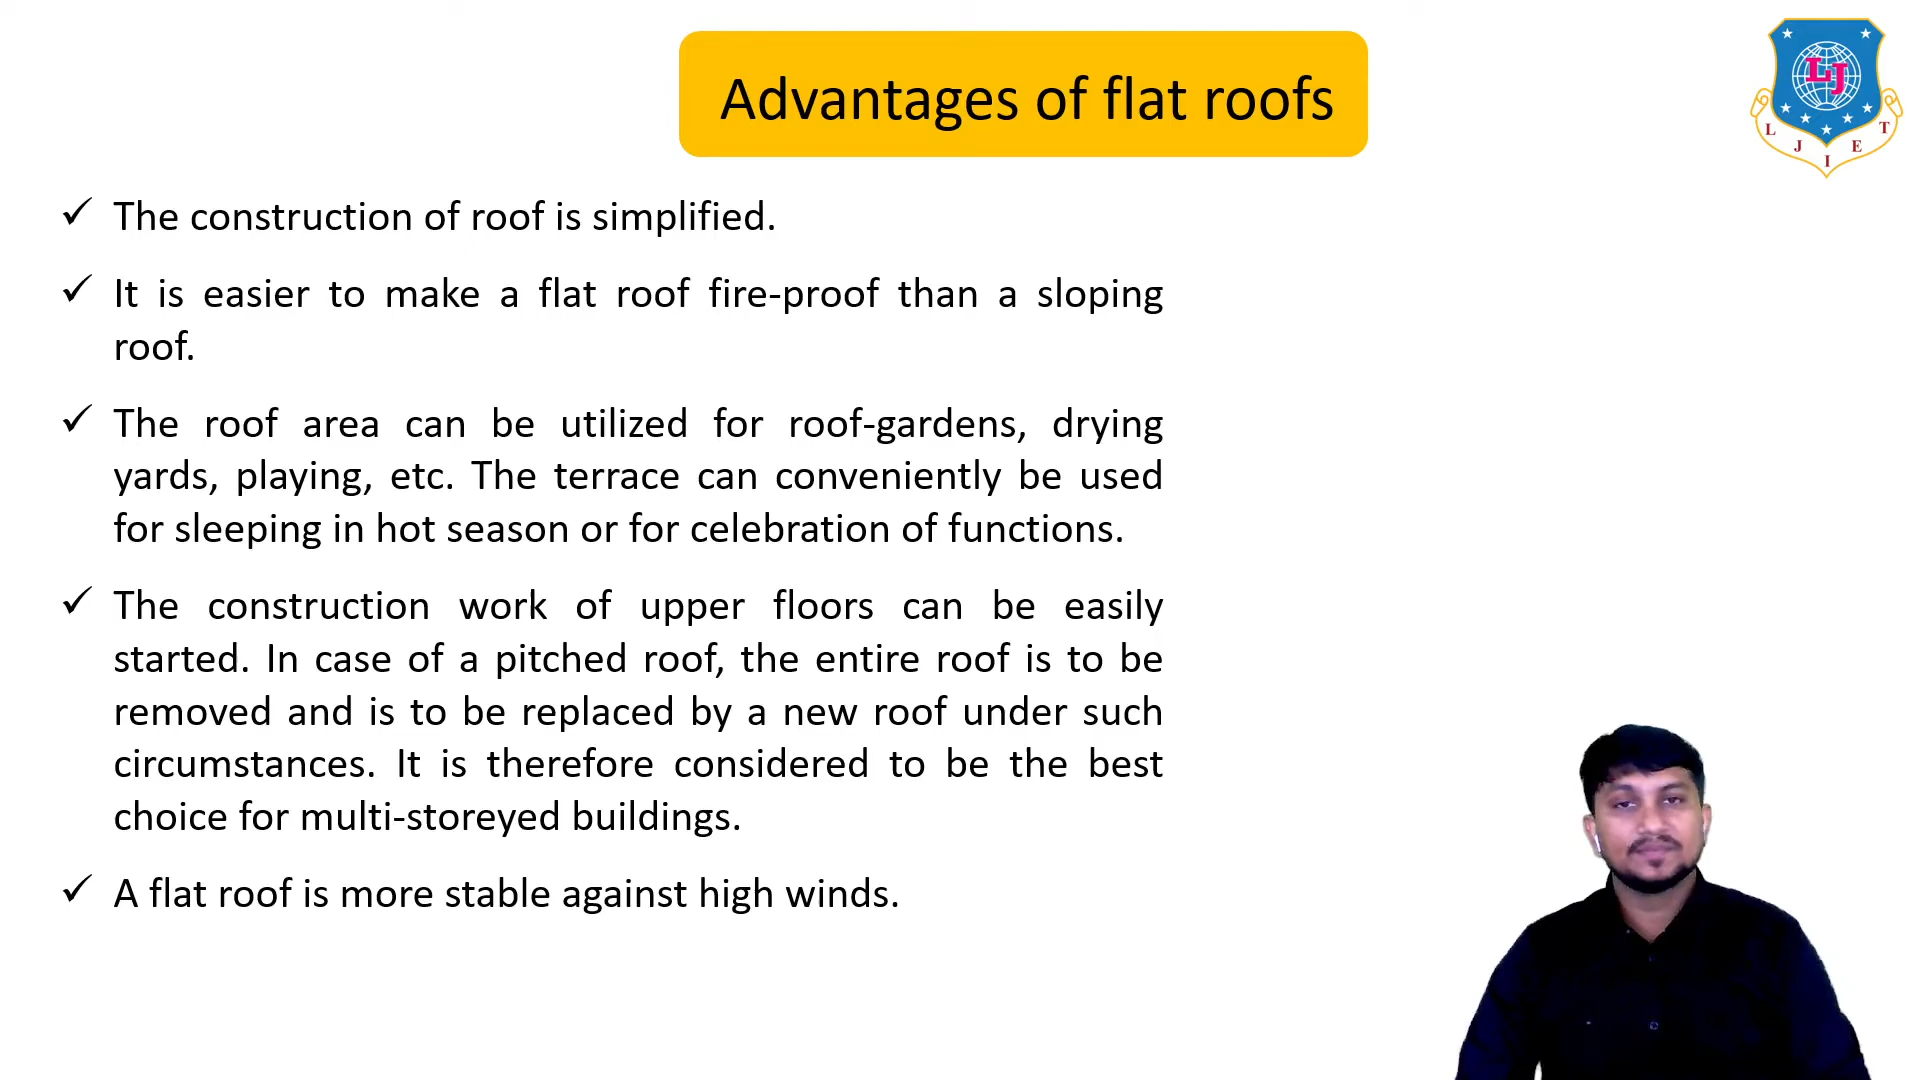 Advantages of flat roofs
LJ
L J I E T
✓ The construction of roof is simplified.
✓ It is easier to make a flat roof fire-proof than a sloping
roof.
✓ The roof area can be utilized for roof-gardens, drying
yards, playing, etc. The terrace can conveniently be used
for sleeping in hot season or for celebration of functions.
✓ The construction work of upper floors can be easily
started. In case of a pitched roof, the entire roof is to be
removed and is to be replaced by a new roof under such
circumstances. It is therefore considered to be the best
choice for multi-storeyed buildings.
✓ A flat roof is more stable against high winds.